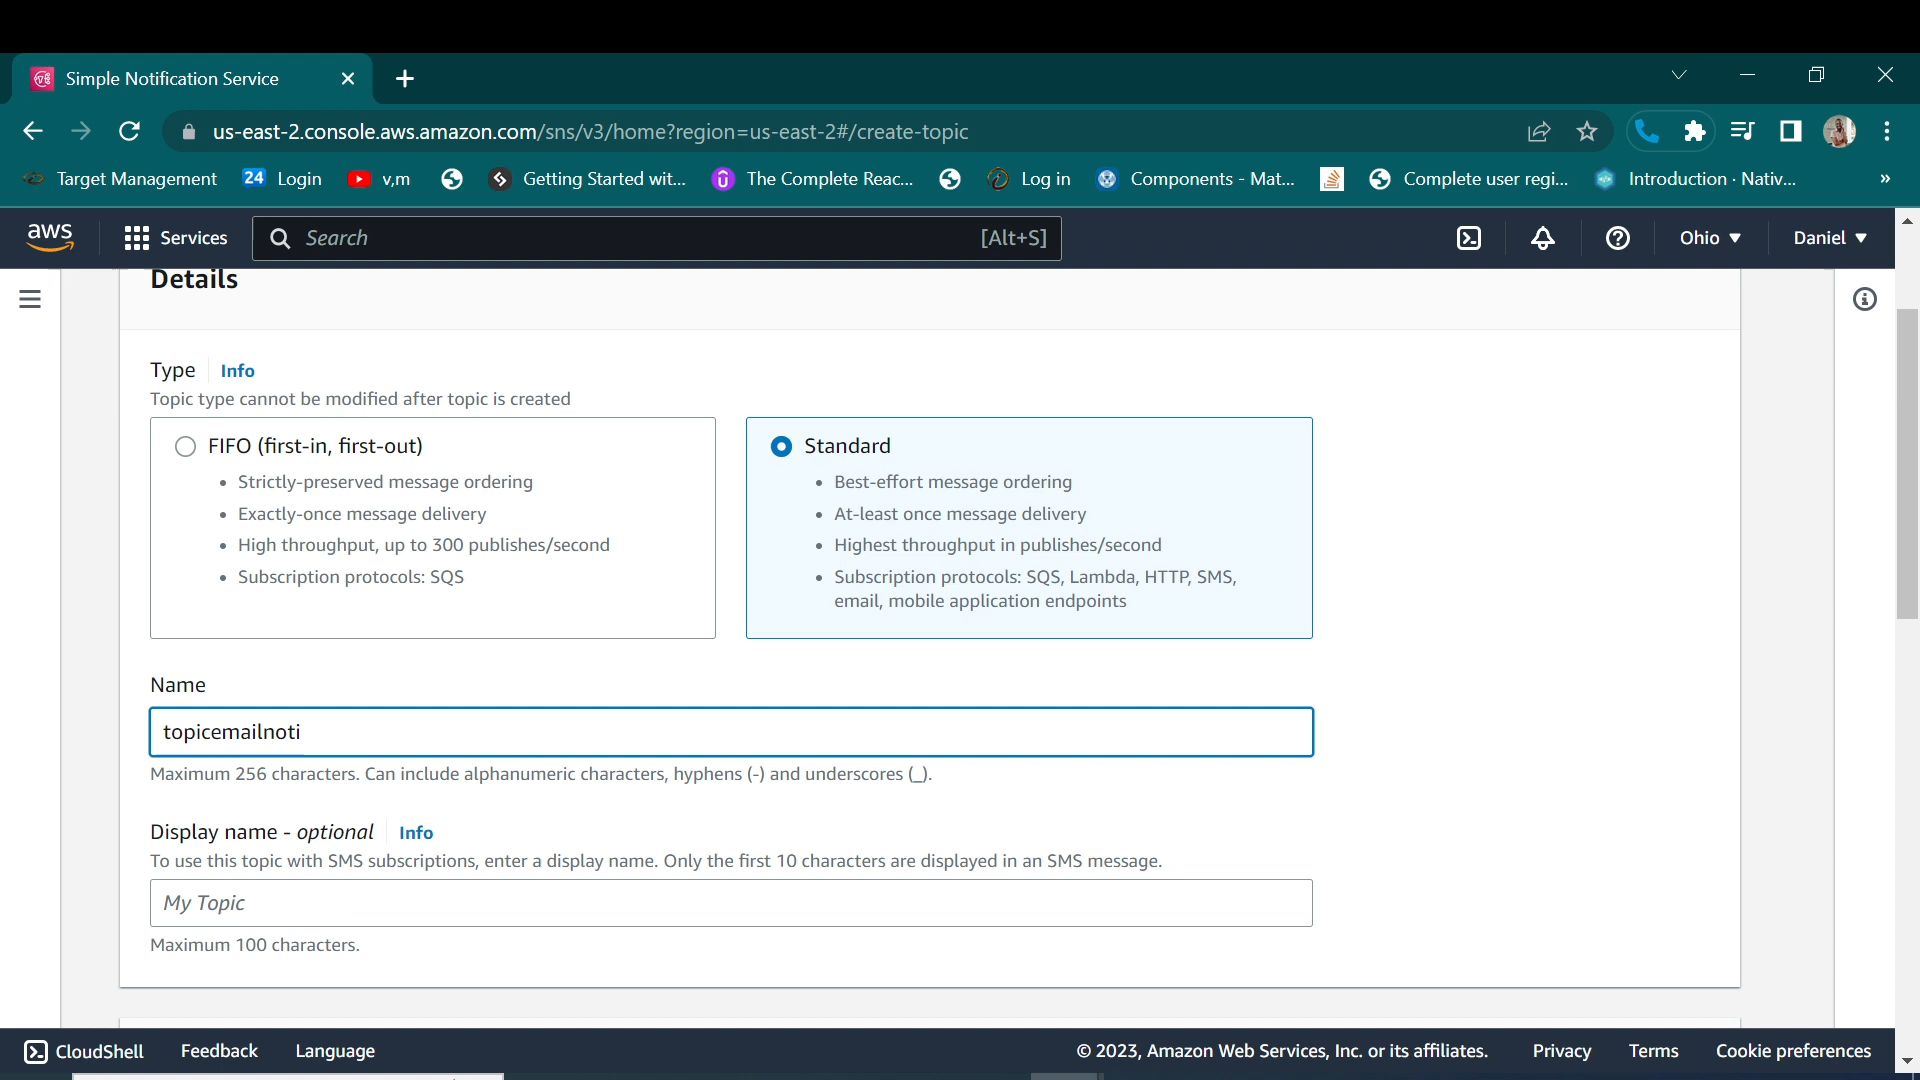 Simple Notification Service
us-east-2.console.aws.amazon.com/sns/v3/home?region=us-east-2#/create-topic
Target Management 24 Login v,m Getting Started wit... The Complete Reac... Log in Components - Mat... Complete user regi... Introduction · Nativ... »
aws Services Search [Alt+S] Ohio Daniel
Details
Type Info
Topic type cannot be modified after topic is created
FIFO (first-in, first-out)
• Strictly-preserved message ordering
• Exactly-once message delivery
• High throughput, up to 300 publishes/second
• Subscription protocols: SQS
Standard
• Best-effort message ordering
• At-least once message delivery
• Highest throughput in publishes/second
• Subscription protocols: SQS, Lambda, HTTP, SMS,
email, mobile application endpoints
Name
topicemailnoti
Maximum 256 characters. Can include alphanumeric characters, hyphens (-) and underscores (_).
Display name - optional Info
To use this topic with SMS subscriptions, enter a display name. Only the first 10 characters are displayed in an SMS message.
My Topic
Maximum 100 characters.
CloudShell Feedback Language © 2023, Amazon Web Services, Inc. or its affiliates. Privacy Terms Cookie preferences